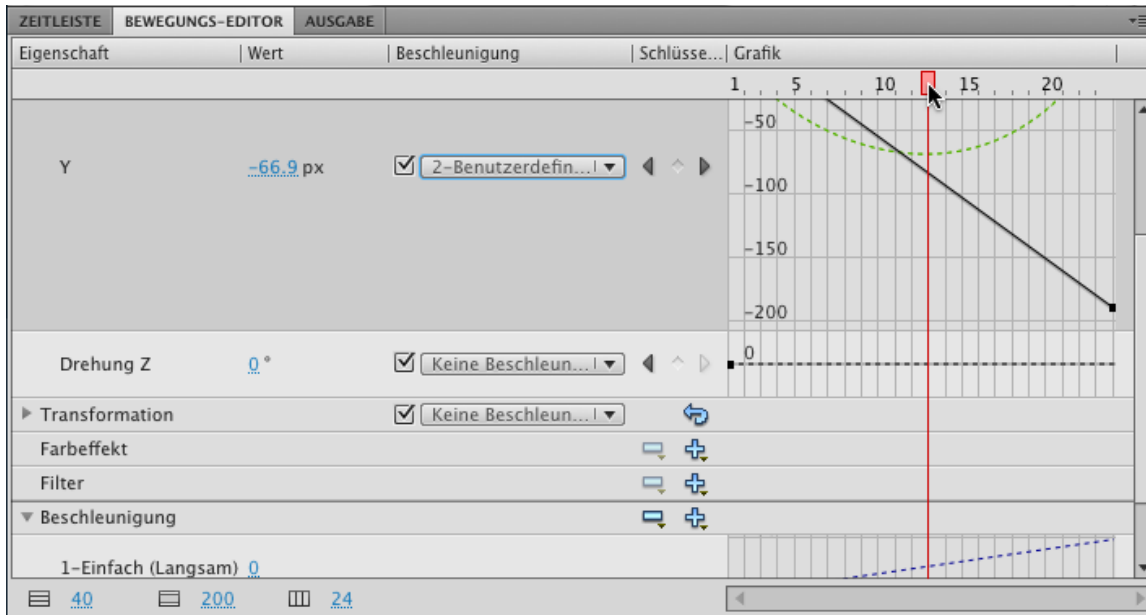 ZEITLEISTE BEWEGUNGS-EDITOR AUSGABE
Eigenschaft Wert Beschleunigung Schlüsse... Grafik
1 5 10 15 20
-50
Y -66.9 px 2-Benutzerdefin...
-100
-150
-200
0
Drehung Z 0 ° Keine Beschleun...
Transformation Keine Beschleun...
Farbeffekt
Filter
Beschleunigung
1-Einfach (Langsam) 0
40 200 24